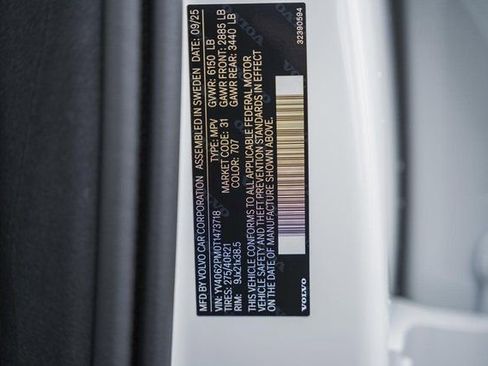 MFD BY VOLVO CAR CORPORATION ASSEMBLED IN SWEDEN DATE: 09/25
GVWR: 6150 LB
GAWR FRONT: 2885 LB
GAWR REAR: 3440 LB
VIN: YV4062PM0T1473718 TYPE: MPV
TIRES: 275/40R21 MARKET CODE: 31
RIM: 9Jx21x38.5 COLOR: 707
THIS VEHICLE CONFORMS TO ALL APPLICABLE FEDERAL MOTOR
VEHICLE SAFETY AND THEFT PREVENTION STANDARDS IN EFFECT
ON THE DATE OF MANUFACTURE SHOWN ABOVE.
VOLVO
32390594